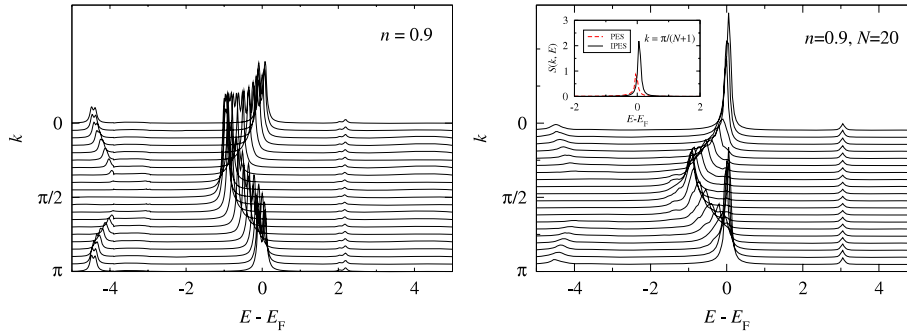 n = 0.9
k
0
π/2
π
-4
-2
0
2
4
E - E_F
n=0.9, N=20
PES
IPES
k = π/(N+1)
S(k, E)
3
2
1
0
-2
0
2
E-E_F
k
0
π/2
π
-4
-2
0
2
4
E - E_F